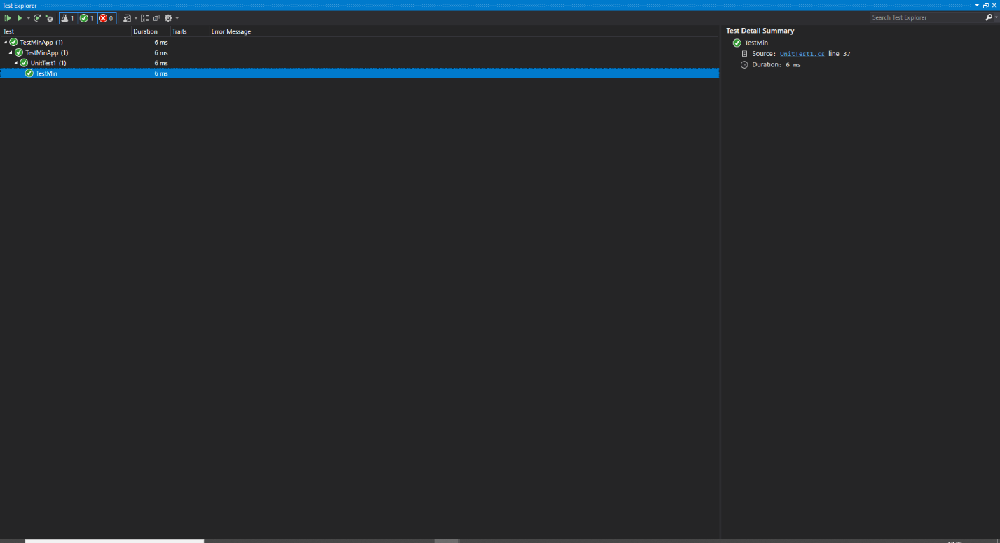 Test Explorer
1 1 0 Search Test Explorer
Test Duration Traits Error Message
TestMinApp (1) 6 ms
TestMinApp (1) 6 ms
UnitTest1 (1) 6 ms
TestMin 6 ms
Test Detail Summary
TestMin
Source: UnitTest1.cs line 37
Duration: 6 ms